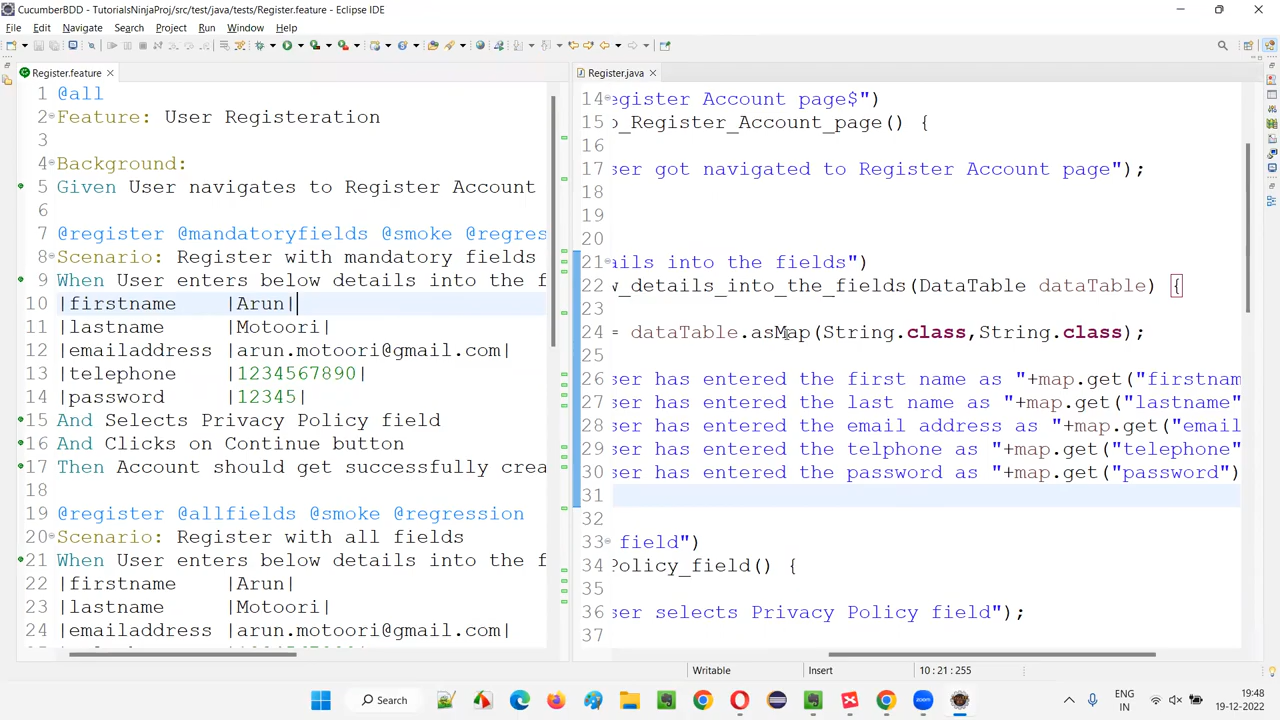 CucumberBDD - TutorialsNinjaProj/src/test/java/tests/Register.feature - Eclipse IDE
File Edit Navigate Search Project Run Window Help
Register.feature
1 @all
2 Feature: User Registeration
3
4 Background:
5 Given User navigates to Register Account
6
7 @register @mandatoryfields @smoke @regres
8 Scenario: Register with mandatory fields
9 When User enters below details into the f
10 |firstname |Arun|
11 |lastname |Motoori|
12 |emailaddress |arun.motoori@gmail.com|
13 |telephone |1234567890|
14 |password |12345|
15 And Selects Privacy Policy field
16 And Clicks on Continue button
17 Then Account should get successfully crea
18
19 @register @allfields @smoke @regression
20 Scenario: Register with all fields
21 When User enters below details into the f
22 |firstname |Arun|
23 |lastname |Motoori|
24 |emailaddress |arun.motoori@gmail.com|
Register.java
14 egister Account page$")
15 o_Register_Account_page() {
16
17 ser got navigated to Register Account page");
18
19
20
21 ails into the fields")
22 w_details_into_the_fields(DataTable dataTable) {
23
24 = dataTable.asMap(String.class,String.class);
25
26 ser has entered the first name as "+map.get("firstnam
27 ser has entered the last name as "+map.get("lastname"
28 ser has entered the email address as "+map.get("email
29 ser has entered the telphone as "+map.get("telephone"
30 ser has entered the password as "+map.get("password")
31
32
33 field")
34 Policy_field() {
35
36 ser selects Privacy Policy field");
37
Writable Insert 10 : 21 : 255
Search
zoom
ENG
IN
19:48
19-12-2022